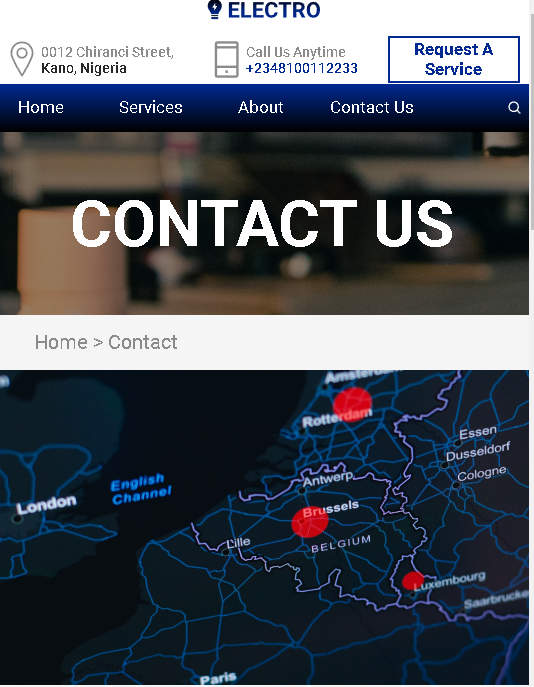 ELECTRO
0012 Chiranci Street,
Kano, Nigeria
Call Us Anytime
+2348100112233
Request A
Service
Home Services About Contact Us
CONTACT US
Home > Contact
Amsterdam
Rotterdam
Essen
Dusseldorf
Cologne
Antwerp
English
Channel
London
Brussels
Lille
BELGIUM
Luxembourg
Paris